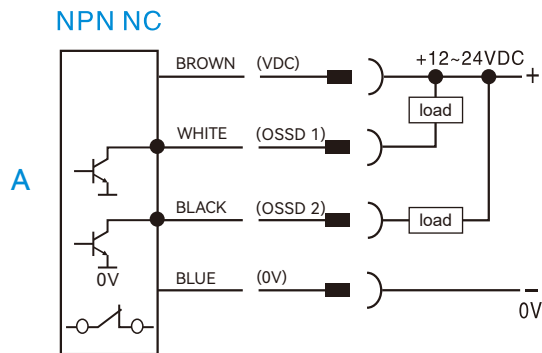 NPN NC
BROWN (VDC) +12~24VDC +
load
WHITE (OSSD 1)
A
BLACK (OSSD 2) load
0V
BLUE (0V) −
0V